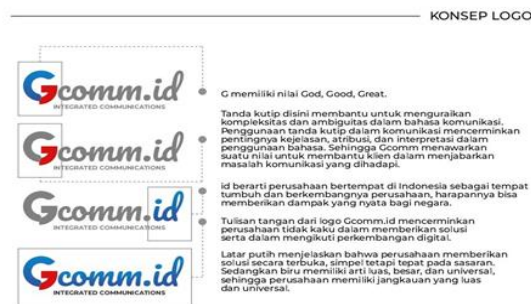 KONSEP LOGO
Gcomm.id
INTEGRATED COMMUNICATIONS
G memiliki nilai God, Good, Great.
Gcomm.id
INTEGRATED COMMUNICATIONS
Tanda kutip disini membantu untuk menguraikan
kompleksitas dan ambiguitas dalam bahasa komunikasi.
Penggunaan tanda kutip dalam komunikasi mencerminkan
pentingnya kejelasan, atribusi, dan interpretasi dalam
penggunaan bahasa. Sehingga Gcomm menawarkan
suatu nilai untuk membantu klien dalam menjabarkan
masalah komunikasi yang dihadapi.
Gcomm.id
INTEGRATED COMMUNICATIONS
id berarti perusahaan bertempat di Indonesia sebagai tempat
tumbuh dan berkembangnya perusahaan, harapannya bisa
memberikan dampak yang nyata bagi negara.
Tulisan tangan dari logo Gcomm.id mencerminkan
perusahaan tidak kaku dalam memberikan solusi
serta dalam mengikuti perkembangan digital.
Gcomm.id
INTEGRATED COMMUNICATIONS
Latar putih menjelaskan bahwa perusahaan memberikan
solusi secara terbuka, simpel tetapi tepat pada sasaran.
Sedangkan biru memiliki arti luas, besar, dan universal,
sehingga perusahaan memiliki jangkauan yang luas
dan universal.